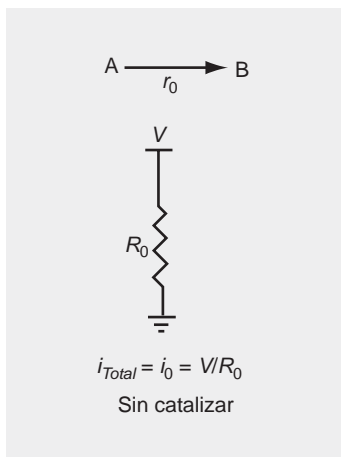 A B
r0
V
R0
iTotal = i0 = V/R0
Sin catalizar